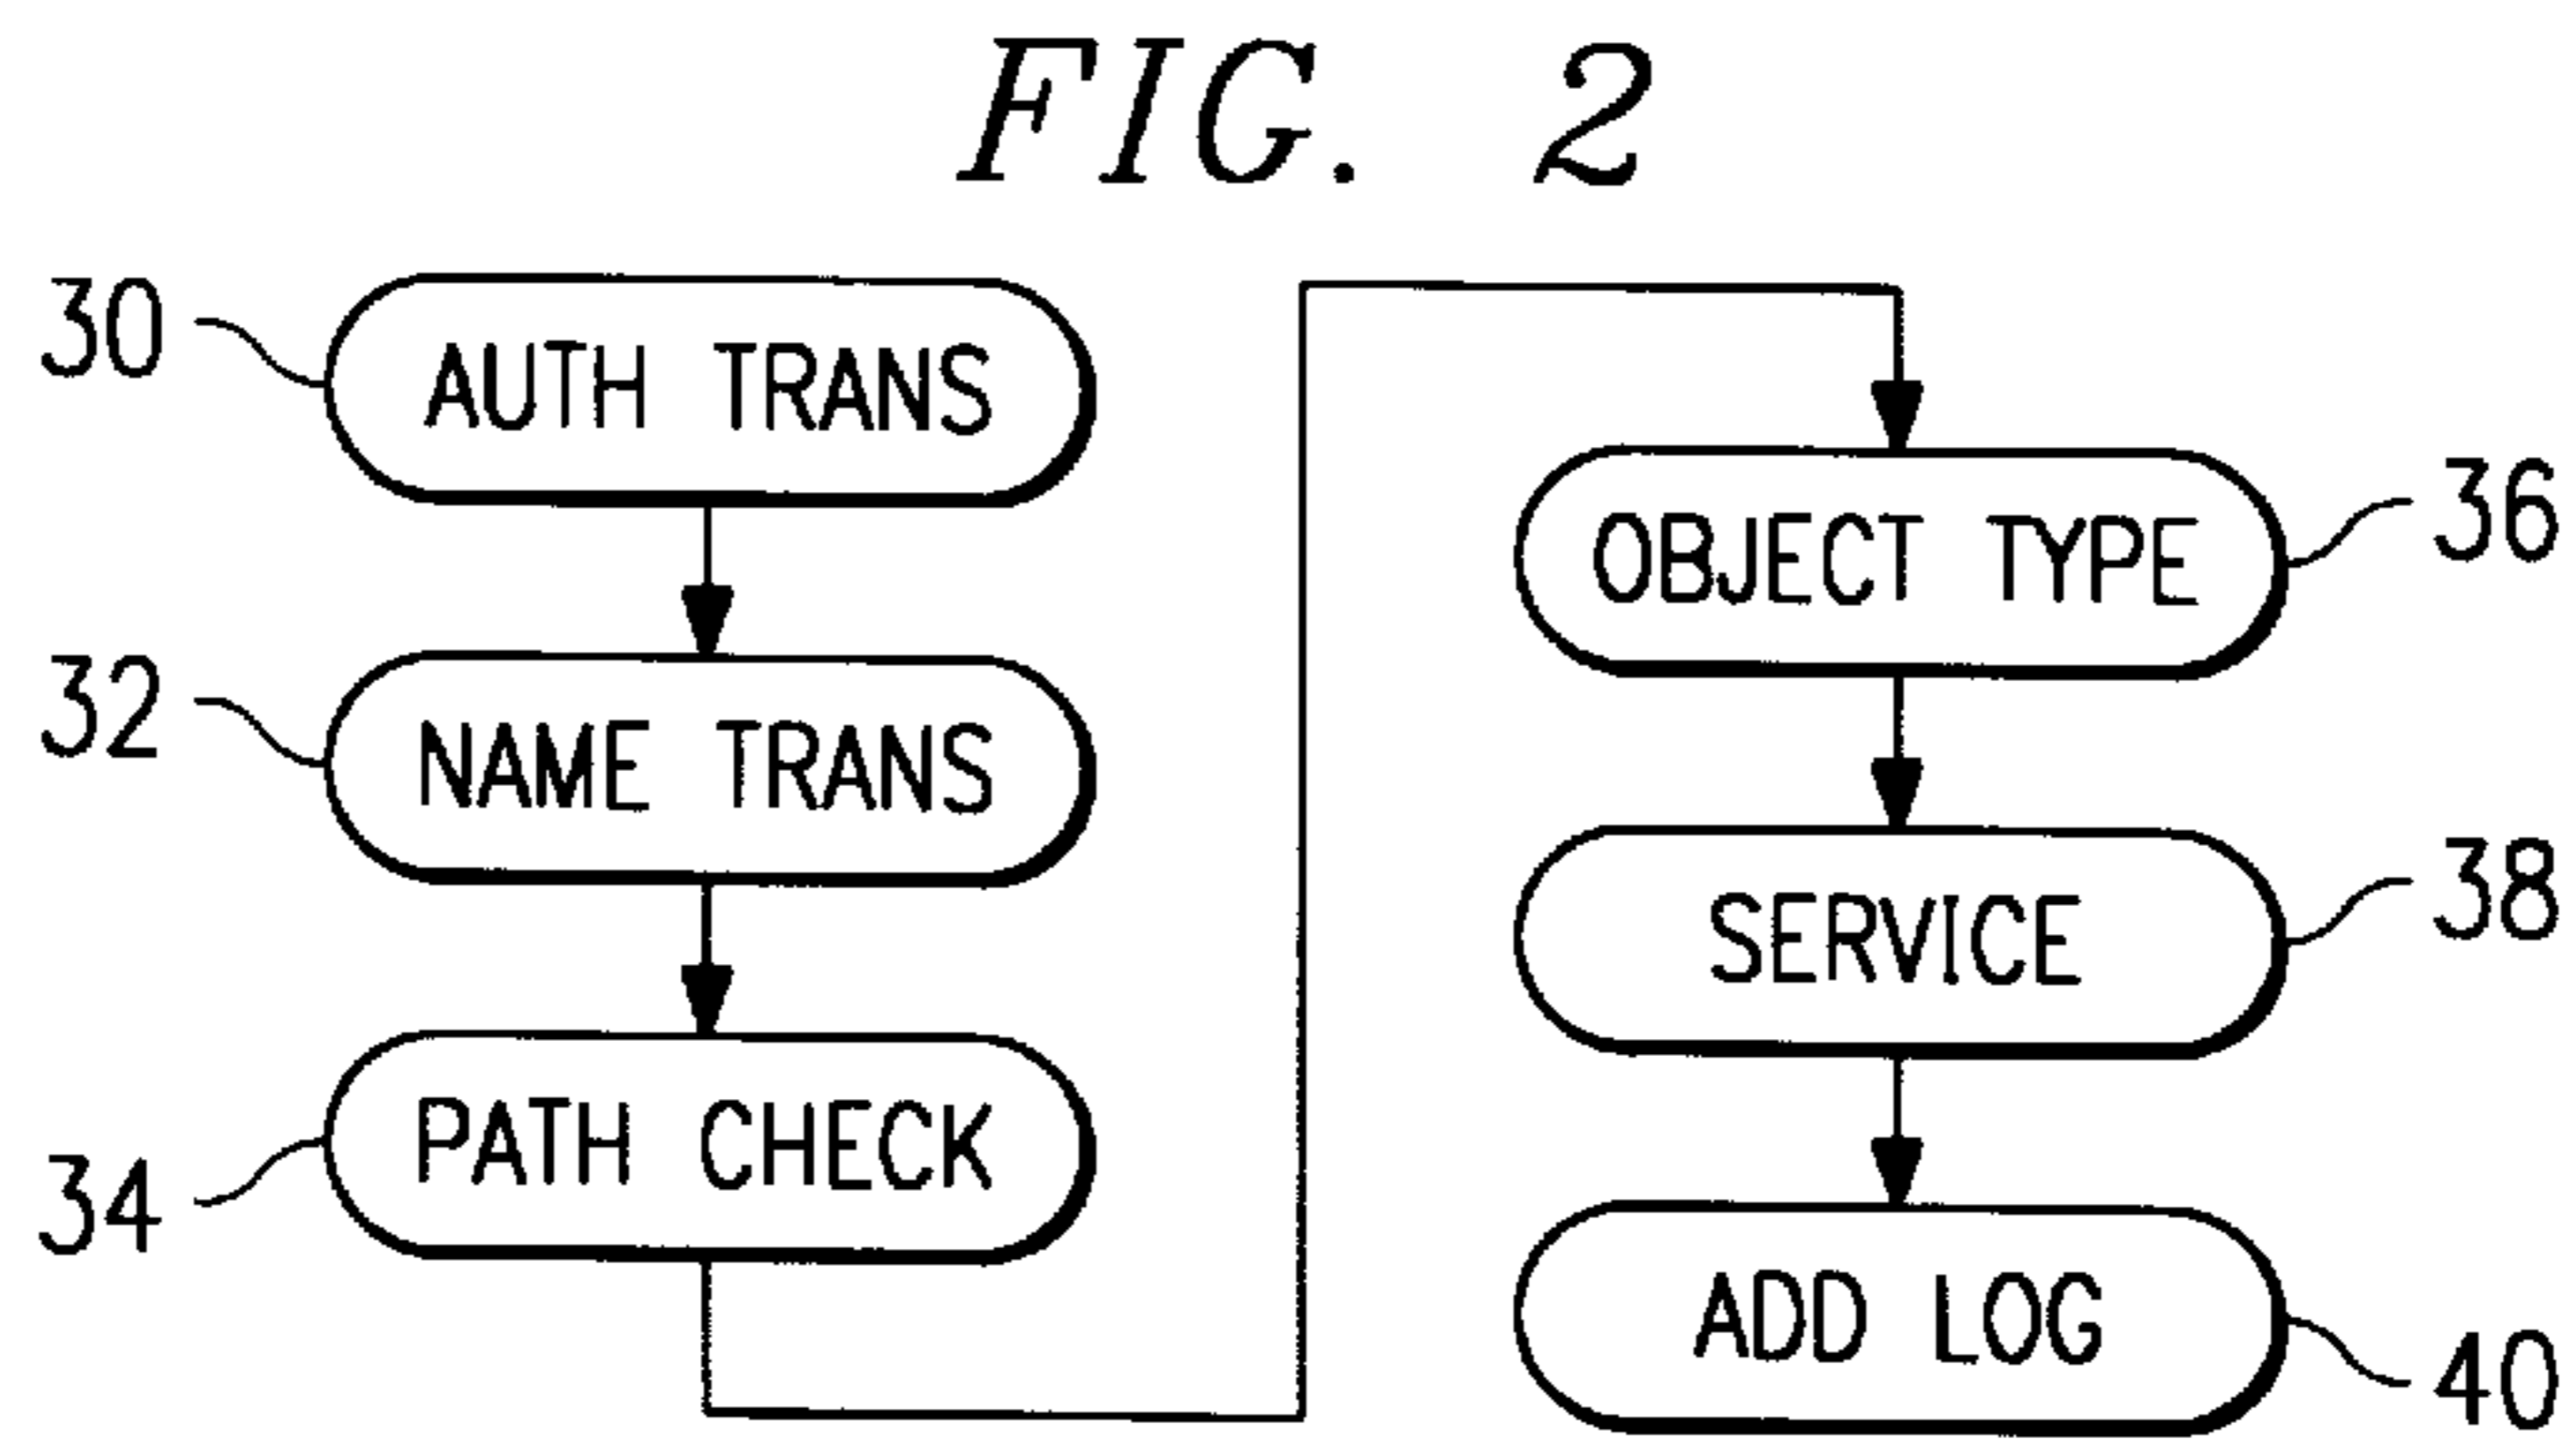 FIG. 2
30
AUTH TRANS
32
NAME TRANS
34
PATH CHECK
OBJECT TYPE
36
SERVICE
38
ADD LOG
40